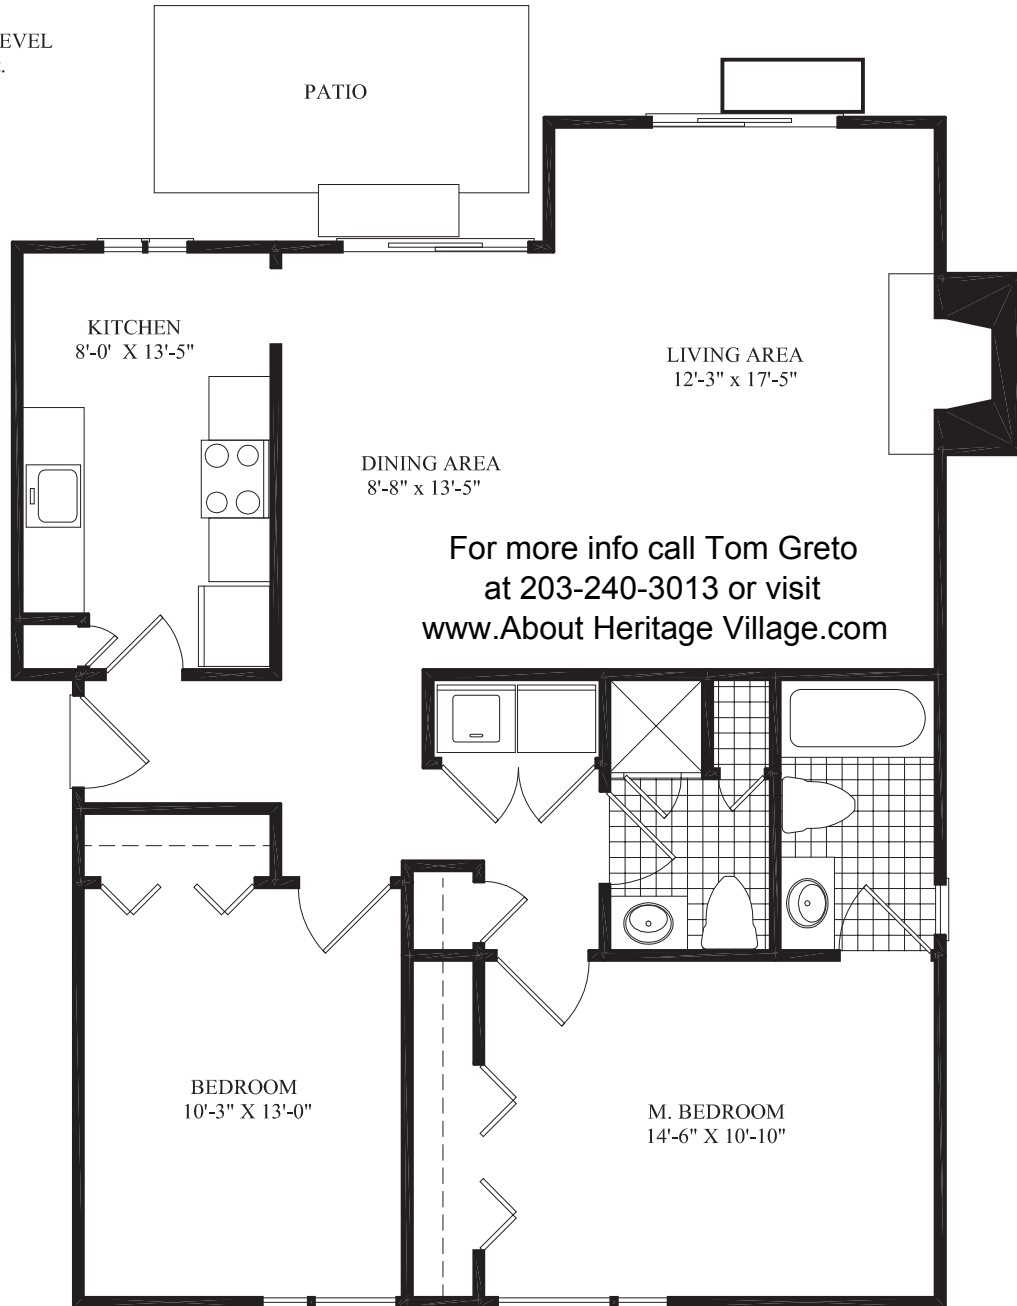 EVEL
PATIO
KITCHEN
8'-0' X 13'-5"
LIVING AREA
12'-3" x 17'-5"
DINING AREA
8'-8" x 13'-5"
For more info call Tom Greto
at 203-240-3013 or visit
www.About Heritage Village.com
BEDROOM
10'-3" X 13'-0"
M. BEDROOM
14'-6" X 10'-10"